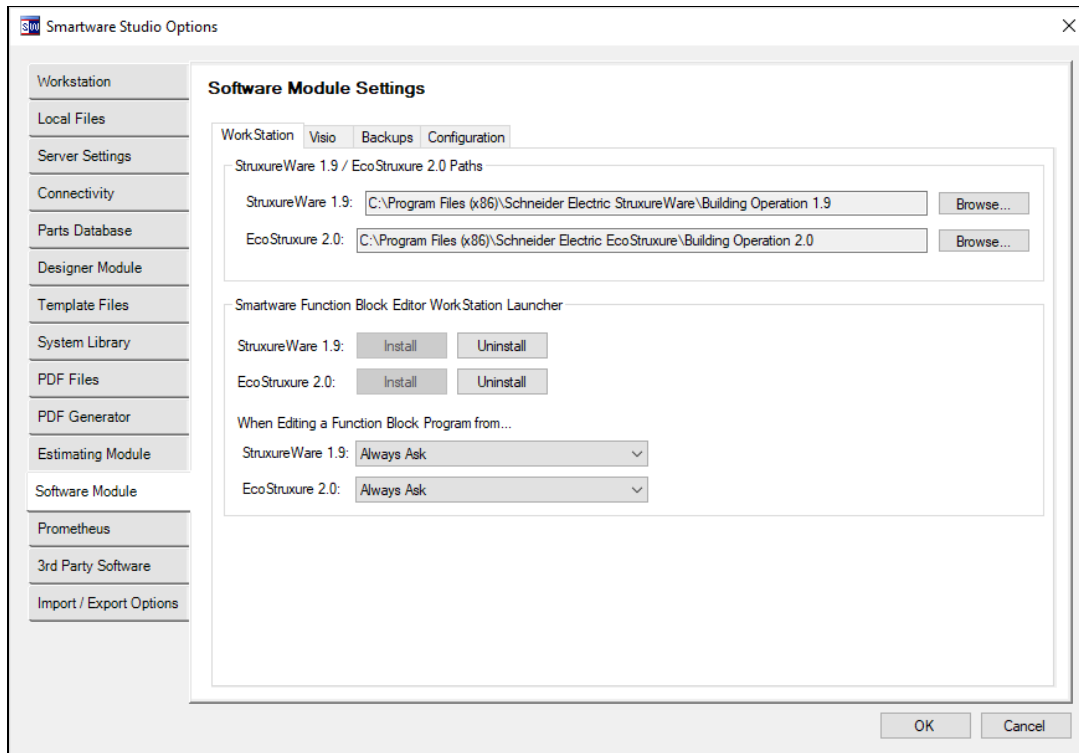 SW Smartware Studio Options
Workstation
Local Files
Server Settings
Connectivity
Parts Database
Designer Module
Template Files
System Library
PDF Files
PDF Generator
Estimating Module
Software Module
Prometheus
3rd Party Software
Import / Export Options
Software Module Settings
WorkStation Visio Backups Configuration
StruxureWare 1.9 / EcoStruxure 2.0 Paths
StruxureWare 1.9: C:\Program Files (x86)\Schneider Electric StruxureWare\Building Operation 1.9 Browse...
EcoStruxure 2.0: C:\Program Files (x86)\Schneider Electric EcoStruxure\Building Operation 2.0 Browse...
Smartware Function Block Editor WorkStation Launcher
StruxureWare 1.9: Install Uninstall
EcoStruxure 2.0: Install Uninstall
When Editing a Function Block Program from...
StruxureWare 1.9: Always Ask
EcoStruxure 2.0: Always Ask
OK Cancel